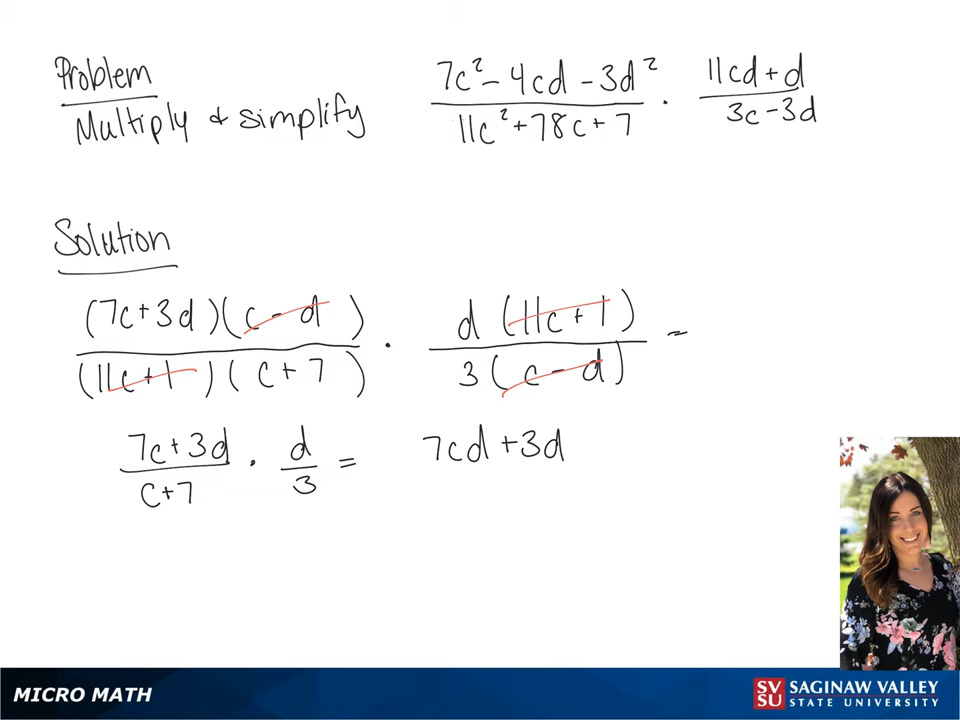 Problem
Multiply & simplify
7c² - 4cd - 3d² / 11c² + 78c + 7 · 11cd + d / 3c - 3d
Solution
(7c + 3d)(c - d) / (11c + 1)(c + 7) · d(11c + 1) / 3(c - d) =
7c + 3d / c + 7 · d / 3 = 7cd + 3d
MICRO MATH
SV SU SAGINAW VALLEY
STATE UNIVERSITY